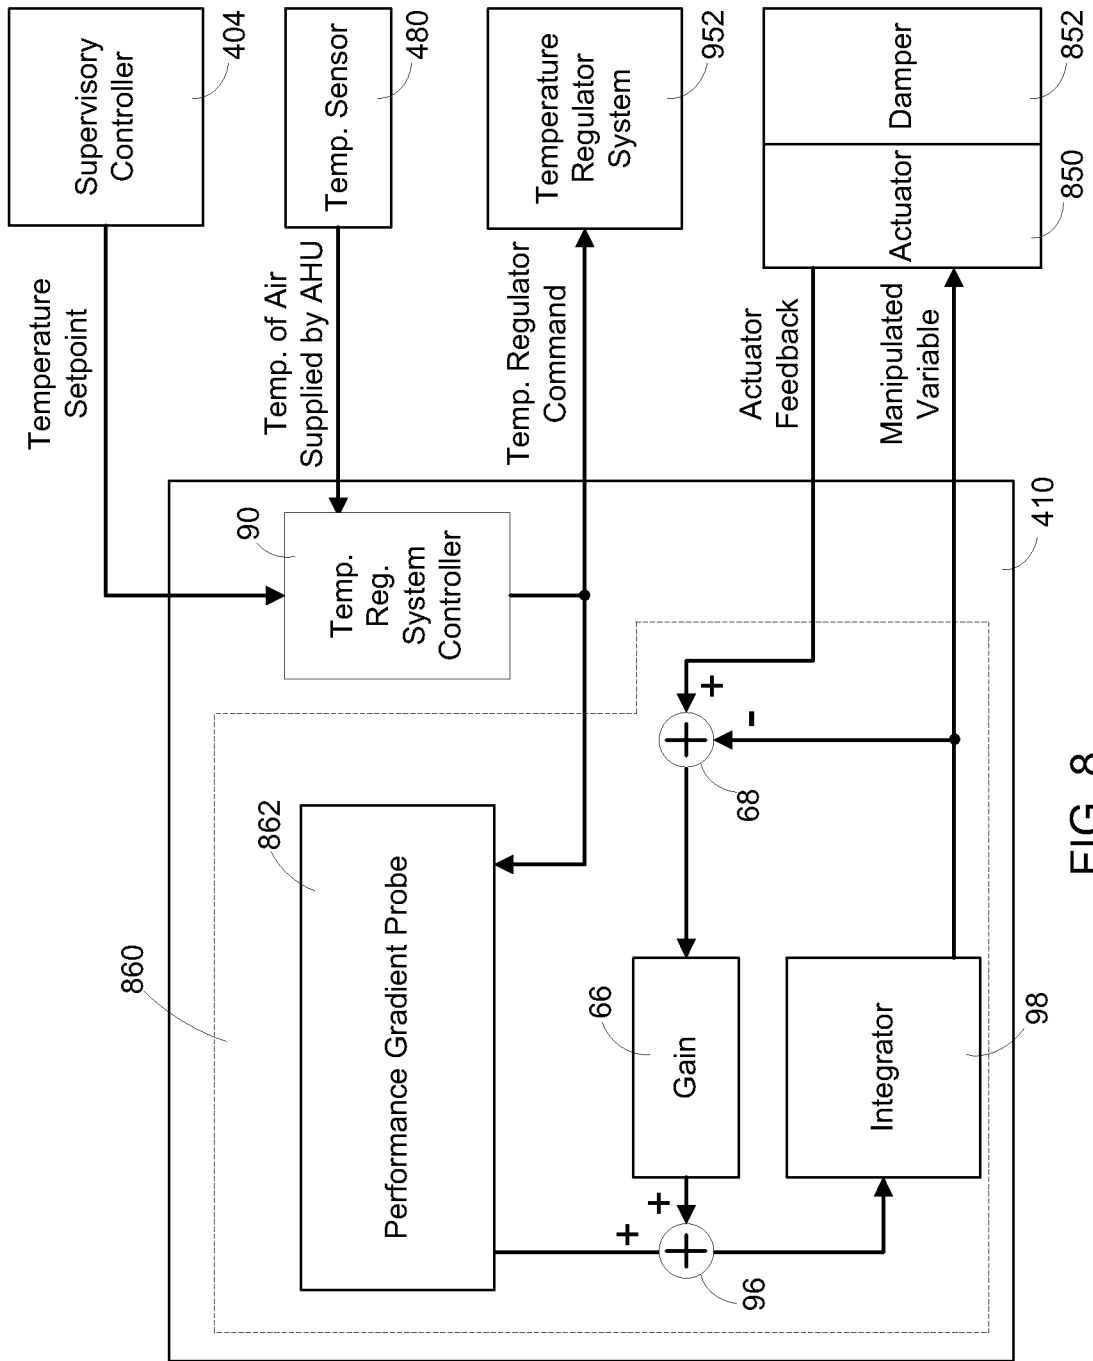 Supervisory
Controller
404
Temperature
Setpoint
Temp. Sensor
480
Temp. of Air
Supplied by AHU
Temperature
Regulator
System
952
Temp. Regulator
Command
Actuator
Damper
850
852
Actuator
Feedback
Manipulated
Variable
410
90
Temp.
Reg.
System
Controller
860
862
Performance Gradient Probe
+
-
+
68
66
Gain
+
+
+
96
Integrator
98
FIG. 8